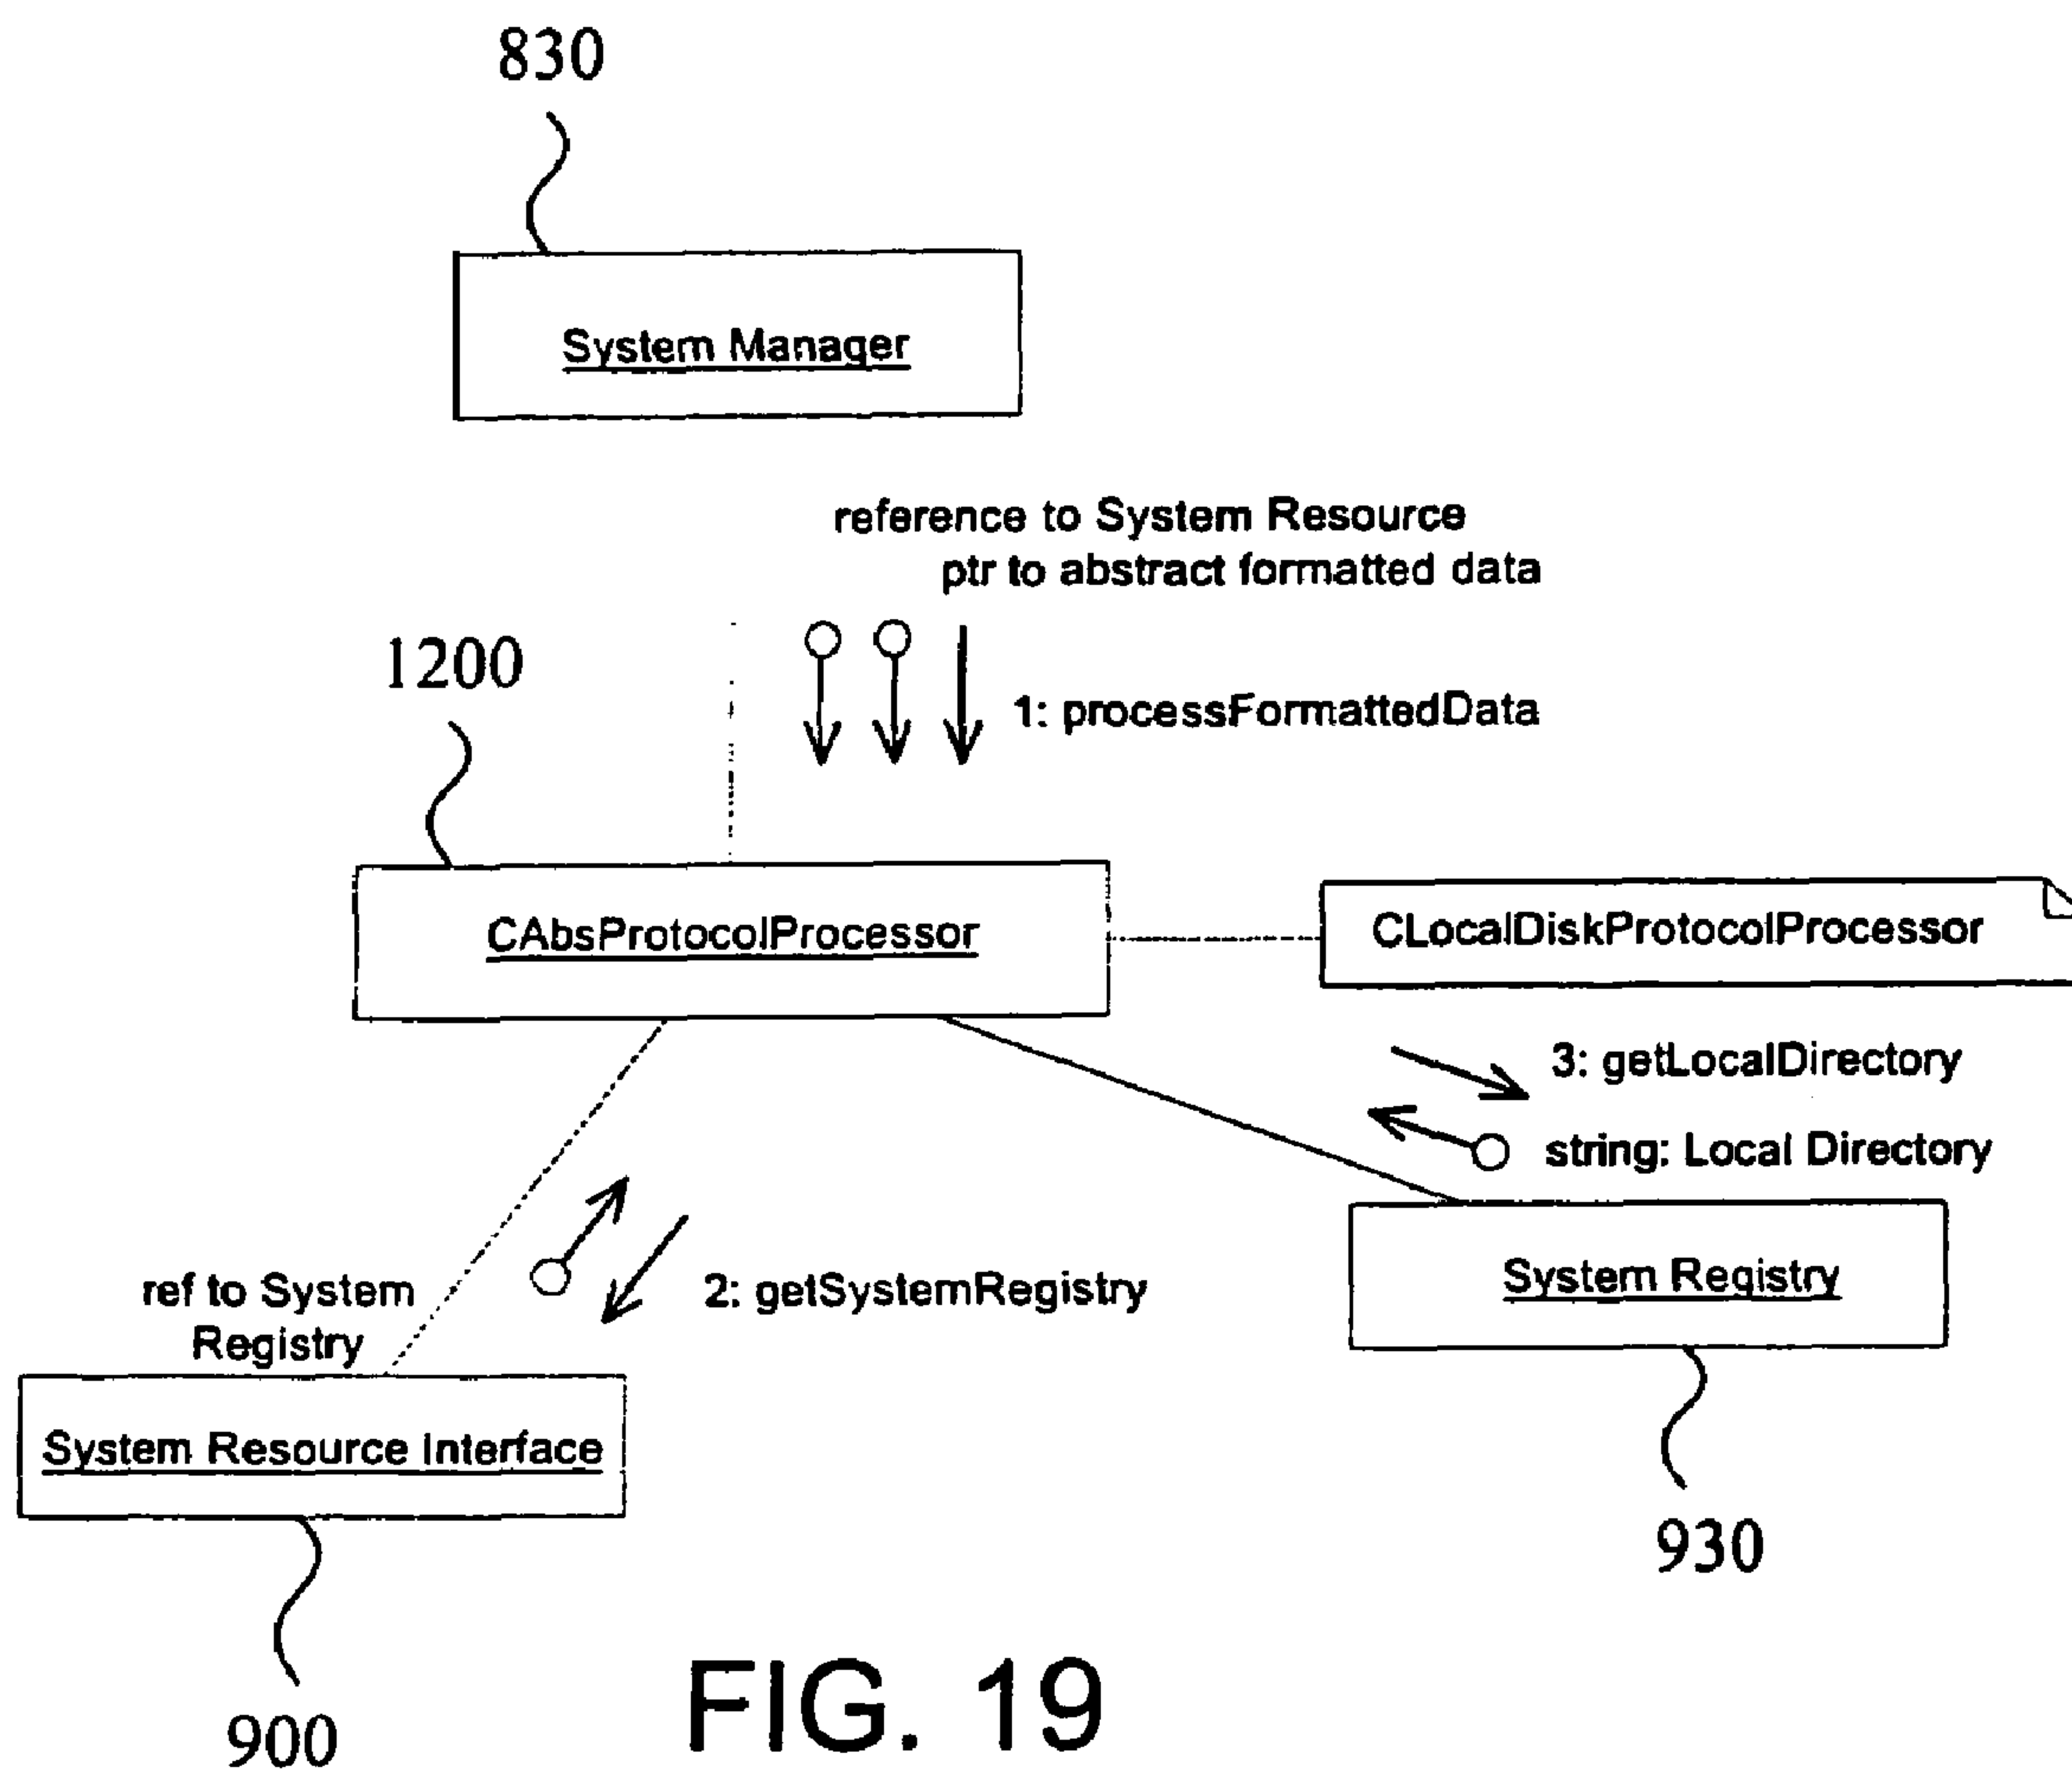 830
System Manager
reference to System Resource
ptr to abstract formatted data
1200
1: processFormattedData
CAbsProtocolProcessor
CLocalDiskProtocolProcessor
3: getLocalDirectory
string: Local Directory
2: getSystemRegistry
ref to System
Registry
System Registry
System Resource Interface
930
900
FIG. 19